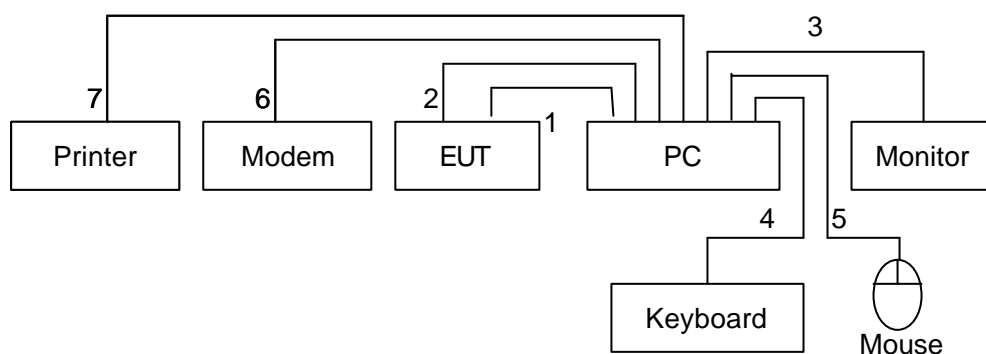 3
7
6
2
1
Printer
Modem
EUT
PC
Monitor
4
5
Keyboard
Mouse